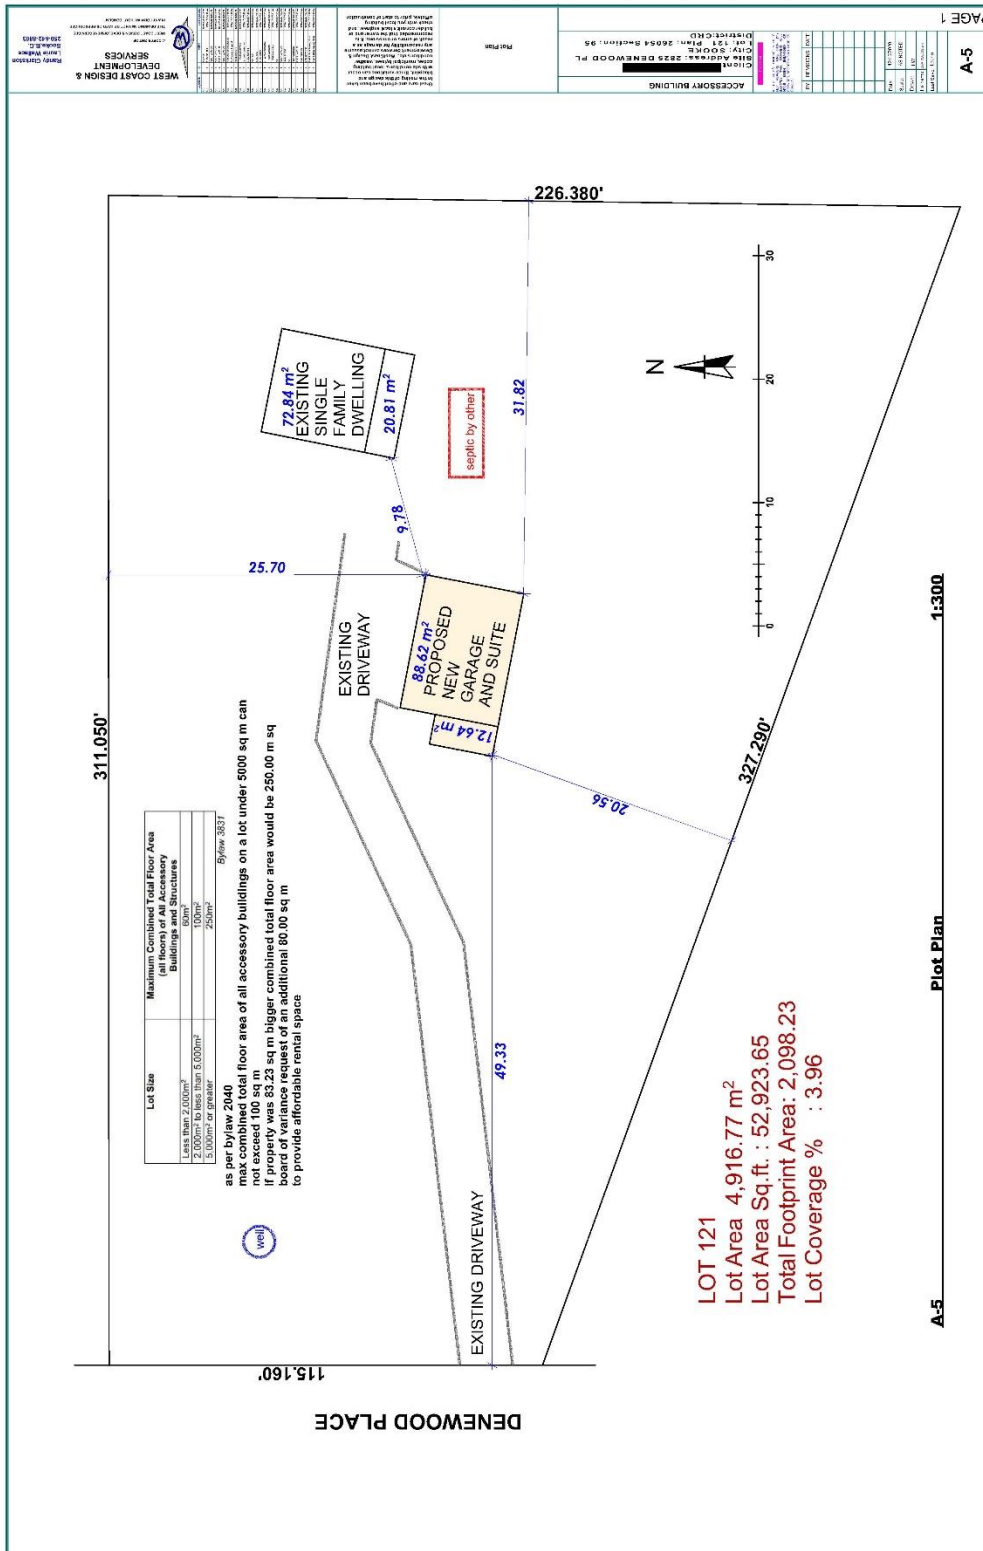 PAGE 1
A-5
ACCESSORY BUILDING
Client
Site Address: 2825 DENEWOOD PL
City: SOOKE
Lot: 121 Plan: 26054 Section: 95
District: CRD
Plot Plan
WEST COAST DESIGN &
DEVELOPMENT
SERVICES
Randy Clarkston
Laurie Wallace
Sooke, B.C.
226.380'
311.050'
327.290'
115.160'
72.84 m²
EXISTING
SINGLE
FAMILY
DWELLING
20.81 m²
septic by other
31.82
9.78
25.70
EXISTING
DRIVEWAY
88.62 m²
PROPOSED
NEW
GARAGE
AND SUITE
12.64 m²
20.56
49.33
EXISTING DRIVEWAY
N
0 10 20 30
Lot Size
Maximum Combined Total Floor Area
(all floors) of All Accessory
Buildings and Structures
Less than 2,000m² 60m²
2,000m² to less than 5,000m² 100m²
5,000m² or greater 250m²
Bylaw 3831
as per bylaw 2040
max combined total floor area of all accessory buildings on a lot under 5000 sq m can
not exceed 100 sq m
if property was 83.23 sq m bigger combined total floor area would be 250.00 m sq
board of variance request of an additional 80.00 sq m
to provide affordable rental space
well
LOT 121
Lot Area 4,916.77 m²
Lot Area Sq.ft. : 52,923.65
Total Footprint Area: 2,098.23
Lot Coverage % : 3.96
DENEWOOD PLACE
A-5
Plot Plan
1:300